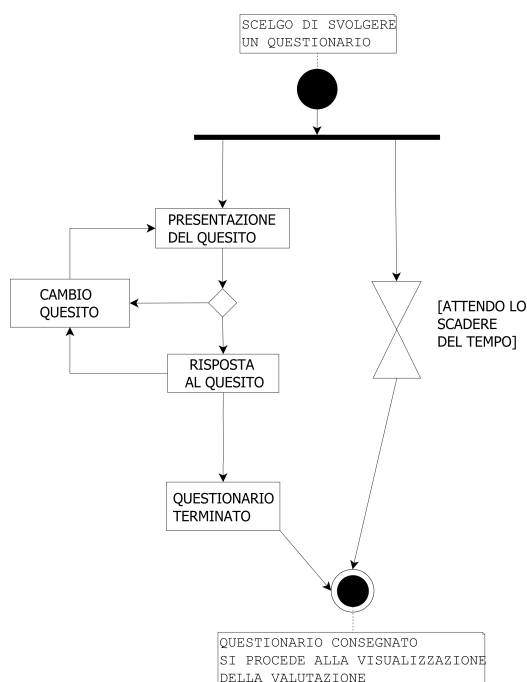 SCELGO DI SVOLGERE
UN QUESTIONARIO
PRESENTAZIONE
DEL QUESITO
CAMBIO
QUESITO
[ATTENDO LO
SCADERE
DEL TEMPO]
RISPOSTA
AL QUESITO
QUESTIONARIO
TERMINATO
QUESTIONARIO CONSEGNATO
SI PROCEDE ALLA VISUALIZZAZIONE
DELLA VALUTAZIONE